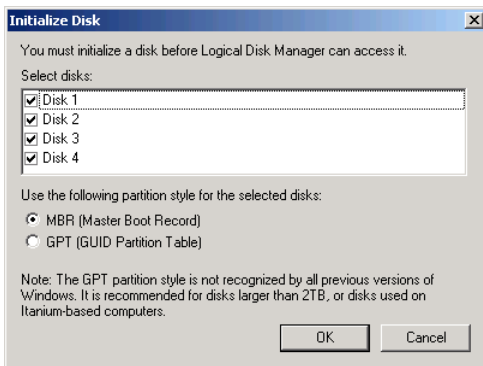 Initialize Disk
You must initialize a disk before Logical Disk Manager can access it.
Select disks:
Disk 1
Disk 2
Disk 3
Disk 4
Use the following partition style for the selected disks:
MBR (Master Boot Record)
GPT (GUID Partition Table)
Note: The GPT partition style is not recognized by all previous versions of
Windows. It is recommended for disks larger than 2TB, or disks used on
Itanium-based computers.
OK Cancel